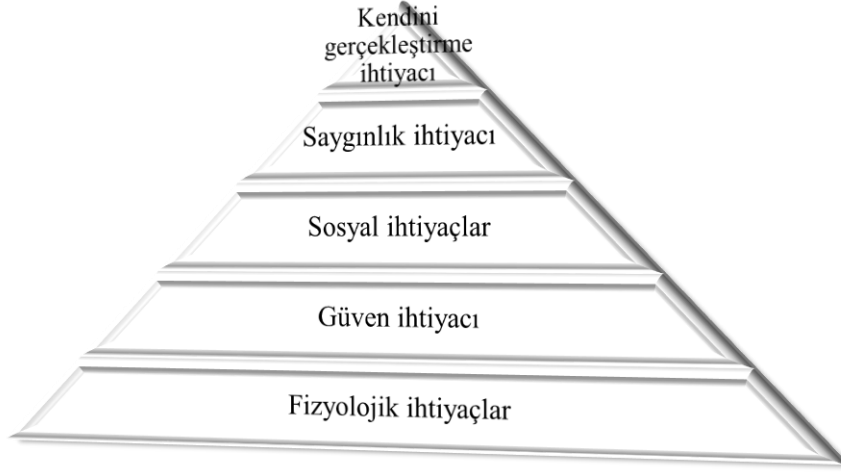 Kendini
gerçekleştirme
ihtiyacı
Saygınlık ihtiyacı
Sosyal ihtiyaçlar
Güven ihtiyacı
Fizyolojik ihtiyaçlar